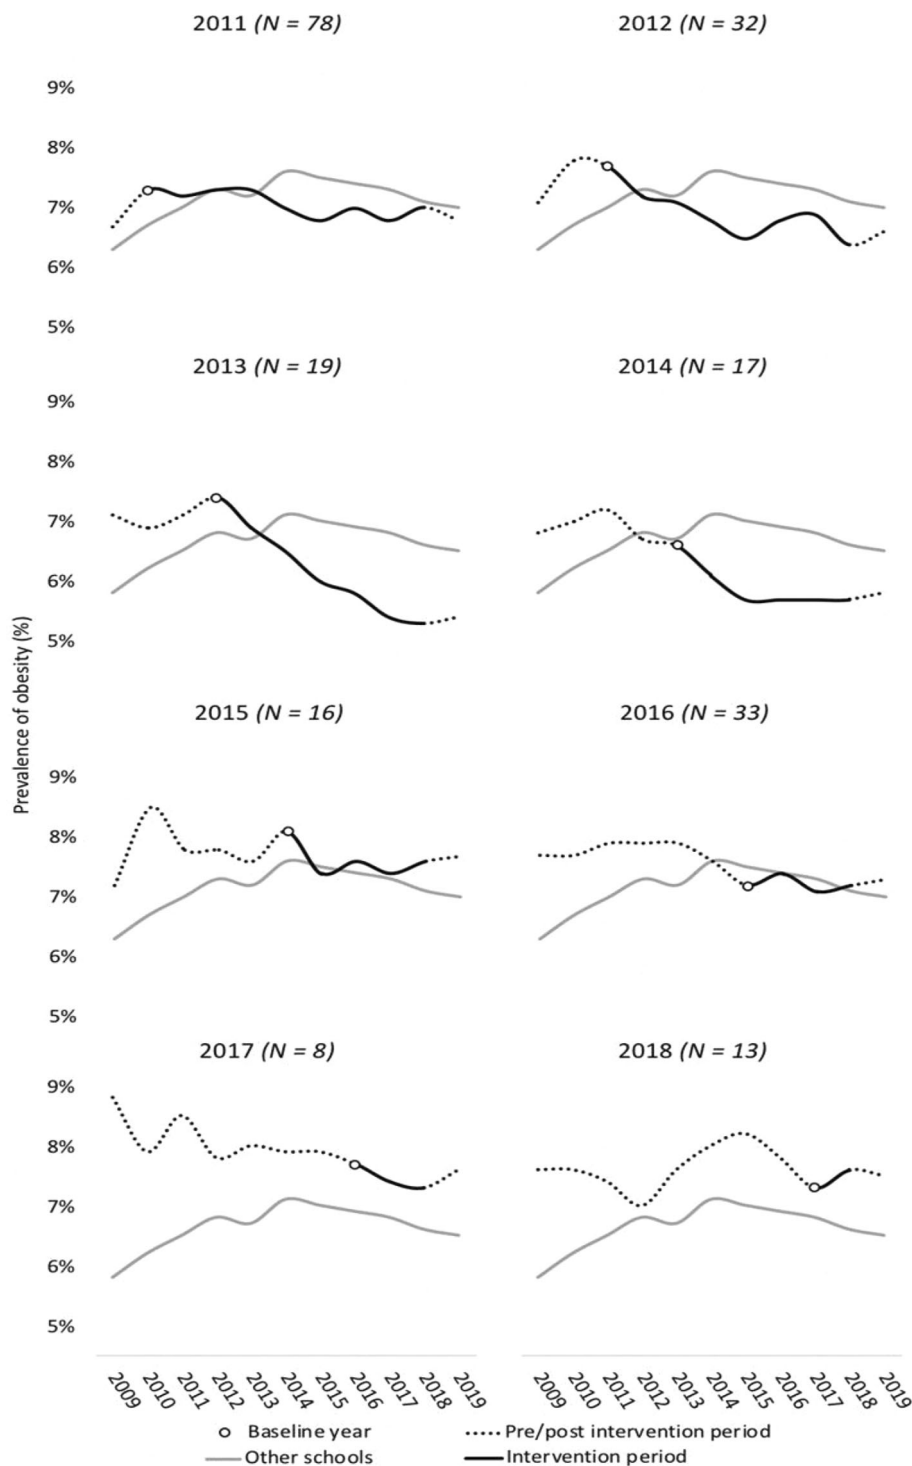 2011 (N = 78)
2012 (N = 32)
9%
8%
7%
6%
5%
2013 (N = 19)
2014 (N = 17)
9%
8%
7%
6%
5%
Prevalence of obesity (%)
2015 (N = 16)
2016 (N = 33)
9%
8%
7%
6%
5%
2017 (N = 8)
2018 (N = 13)
9%
8%
7%
6%
5%
2009 2010 2011 2012 2013 2014 2015 2016 2017 2018 2019
2009 2010 2011 2012 2013 2014 2015 2016 2017 2018 2019
Baseline year
Pre/post intervention period
Other schools
Intervention period